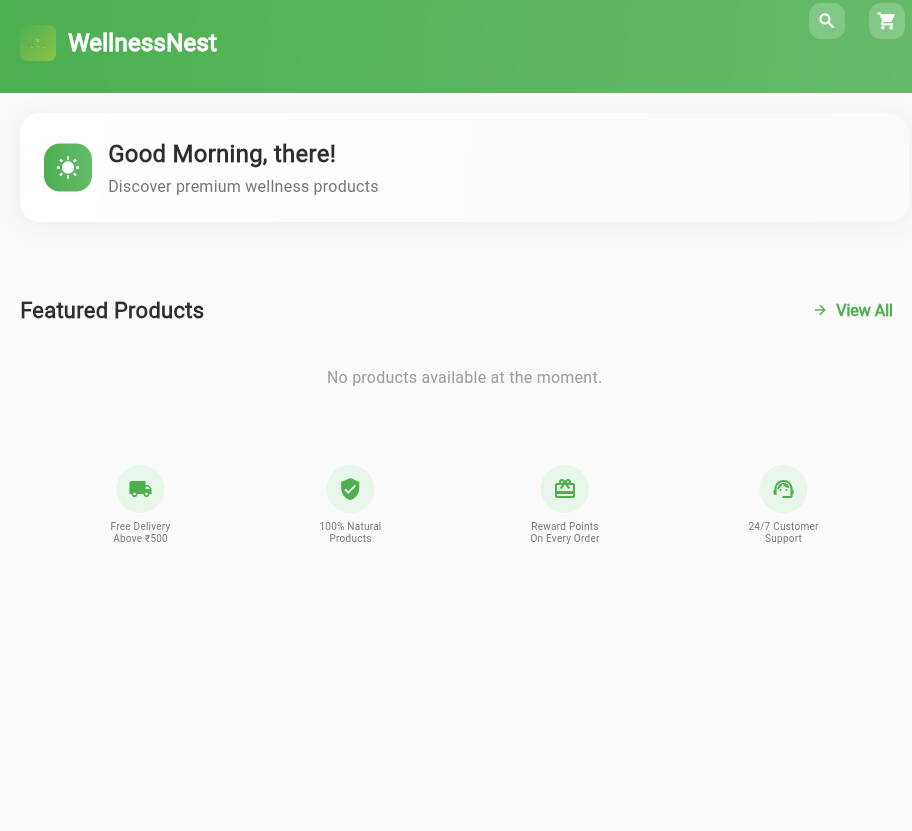 WellnessNest
Good Morning, there!
Discover premium wellness products
Featured Products
View All
No products available at the moment.
Free Delivery
Above ₹500
100% Natural
Products
Reward Points
On Every Order
24/7 Customer
Support